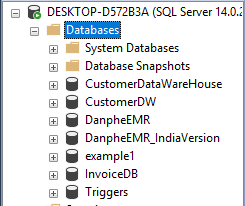 DESKTOP-D572B3A (SQL Server 14.0.
Databases
System Databases
Database Snapshots
CustomerDataWareHouse
CustomerDW
DanpheEMR
DanpheEMR_IndiaVersion
example1
InvoiceDB
Triggers